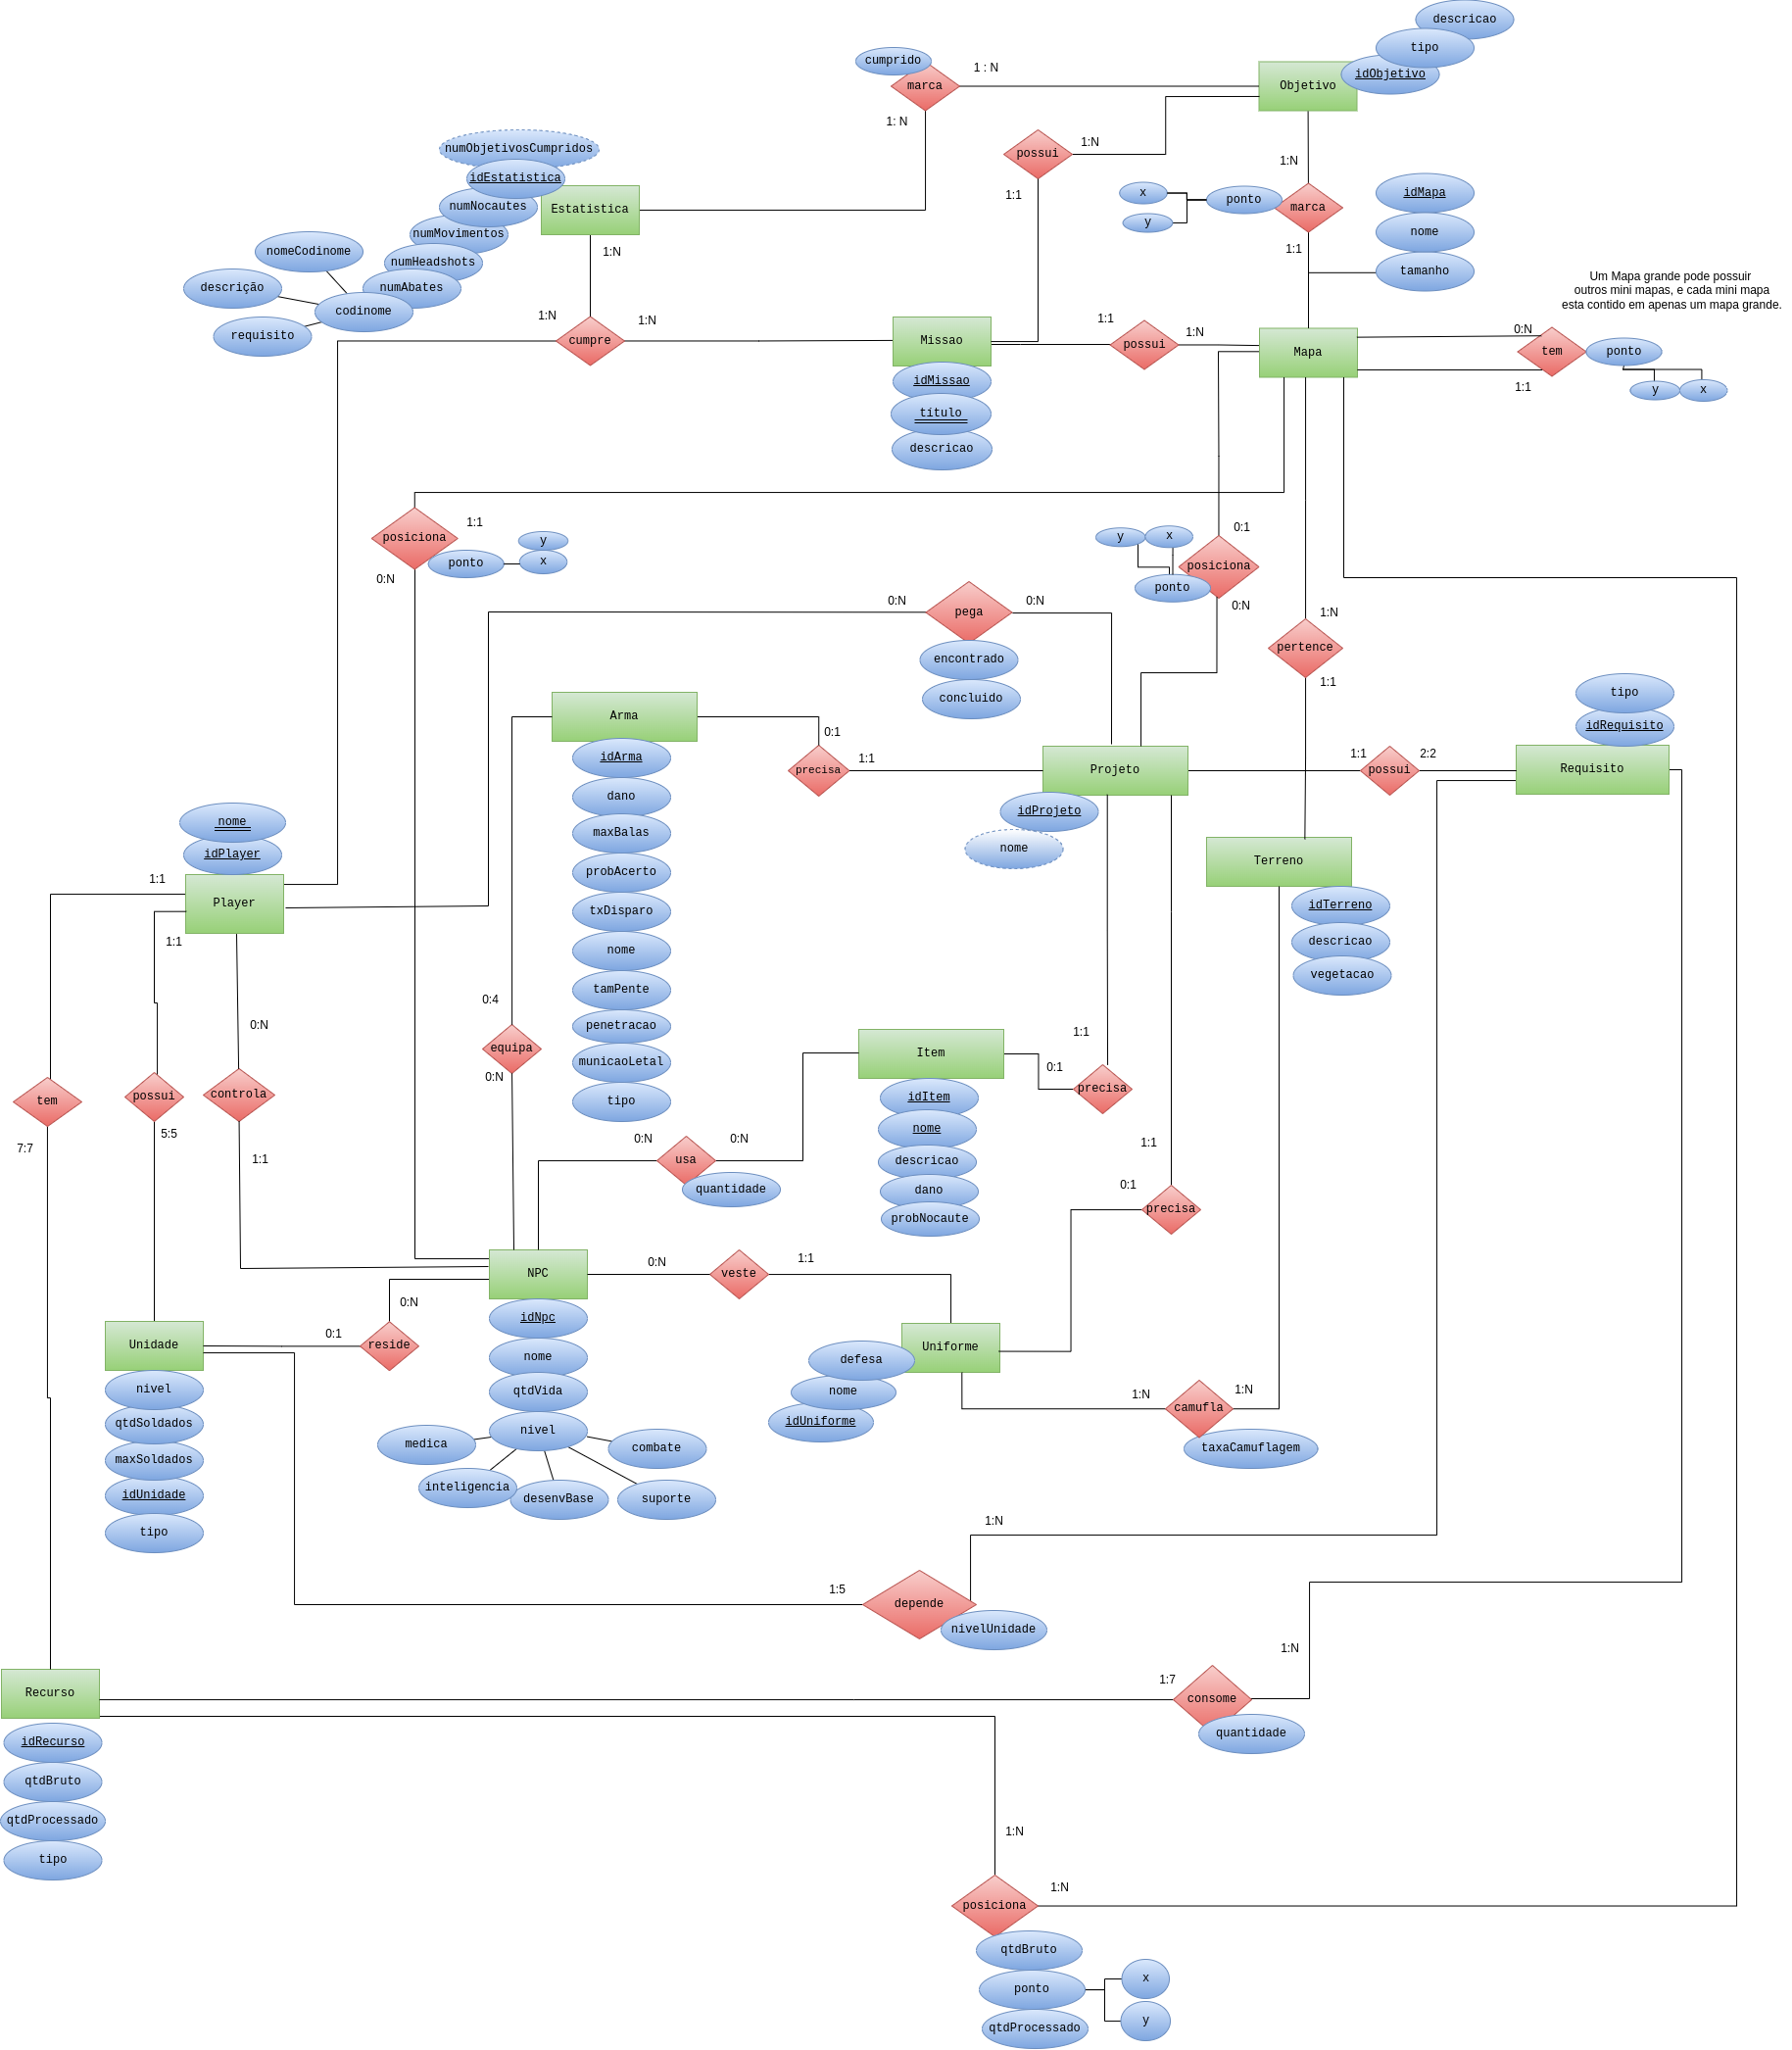 descricao
tipo
idObjetivo
Objetivo
cumprido
marca
1 : N
1: N
possui
1:N
1:1
1:N
marca
ponto
x
y
1:1
idMapa
nome
tamanho
Um Mapa grande pode possuir
outros mini mapas, e cada mini mapa
esta contido em apenas um mapa grande.
numObjetivosCumpridos
idEstatistica
numNocautes
numMovimentos
numHeadshots
numAbates
codinome
nomeCodinome
descrição
requisito
Estatistica
1:N
1:N
cumpre
1:N
Missao
idMissao
título
descricao
1:1
possui
1:N
Mapa
0:N
tem
1:1
ponto
y
x
posiciona
1:1
0:N
ponto
y
x
0:N
pega
0:N
encontrado
concluido
y
x
0:1
posiciona
ponto
0:N
1:N
pertence
1:1
Arma
idArma
dano
maxBalas
probAcerto
txDisparo
nome
tamPente
penetracao
municaoLetal
tipo
0:1
precisa
1:1
Projeto
idProjeto
nome
1:1
possui
2:2
tipo
idRequisito
Requisito
Terreno
idTerreno
descricao
vegetacao
nome
idPlayer
Player
1:1
1:1
0:N
0:4
equipa
0:N
tem
7:7
possui
5:5
controla
1:1
Item
idItem
nome
descricao
dano
probNocaute
1:1
0:1
precisa
0:N
usa
0:N
quantidade
1:1
0:1
precisa
NPC
idNpc
nome
qtdVida
nivel
medica
inteligencia
desenvBase
suporte
combate
0:N
veste
1:1
0:N
0:1
reside
Unidade
nivel
qtdSoldados
maxSoldados
idUnidade
tipo
Uniforme
defesa
nome
idUniforme
1:N
camufla
1:N
taxaCamuflagem
1:N
1:5
depende
nivelUnidade
Recurso
idRecurso
qtdBruto
qtdProcessado
tipo
1:N
1:7
consome
quantidade
1:N
1:N
posiciona
qtdBruto
ponto
qtdProcessado
x
y